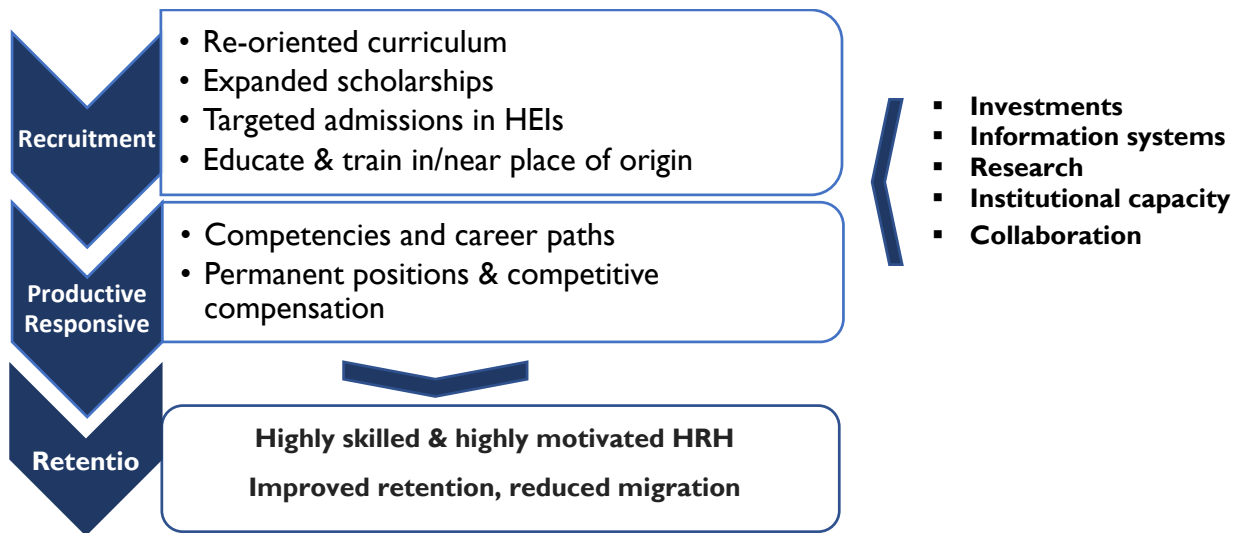 Recruitment
• Re-oriented curriculum
• Expanded scholarships
• Targeted admissions in HEIs
• Educate & train in/near place of origin
Productive
Responsive
• Competencies and career paths
• Permanent positions & competitive
compensation
Retentio
Highly skilled & highly motivated HRH
Improved retention, reduced migration
▪ Investments
▪ Information systems
▪ Research
▪ Institutional capacity
▪ Collaboration